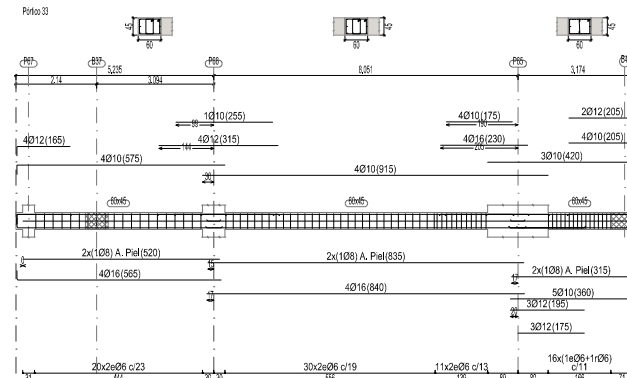 Pórtico 33
45 45 45
60 60 60
P67 B37 P66 P65
5,235 8,051 3,174
2,14 3,094
1Ø10(255) 4Ø10(175) 2Ø12(205)
99 190
4Ø12(165) 4Ø12(315) 4Ø16(230) 4Ø10(205)
144 205
4Ø10(575) 3Ø10(420)
4Ø10(915)
60x45 60x45 60x45
2x(1Ø8) A. Piel(520) 2x(1Ø8) A. Piel(835)
4Ø16(565) 2x(1Ø8) A. Piel(315)
4Ø16(840) 5Ø10(360)
3Ø12(195)
3Ø12(175)
20x2eØ6 c/23 30x2eØ6 c/19 11x2eØ6 c/13 16x(1eØ6+1rØ6)
c/11